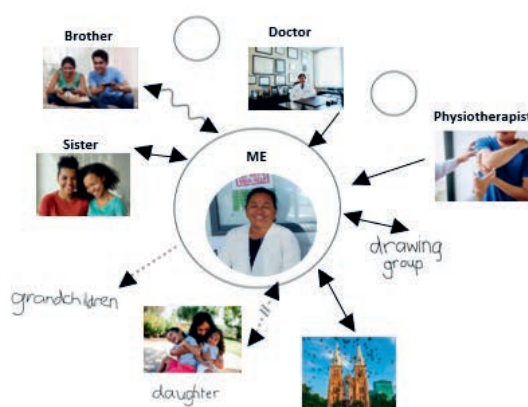 Brother
Doctor
Physiotherapist
Sister
ME
drawing
group
grandchildren
daughter